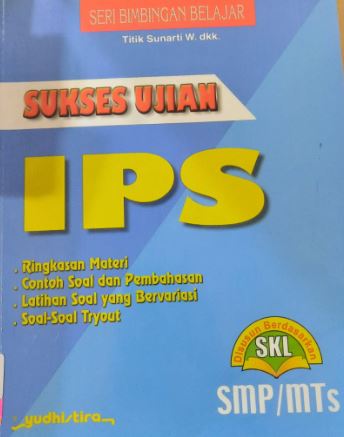 SERI BIMBINGAN BELAJAR
Titik Sunarti W. dkk.
SUKSES UJIAN
IPS
. Ringkasan Materi
. Contoh Soal dan Pembahasan
. Latihan Soal yang Bervariasi
. Soal-Soal Tryout
Disusun Berdasarkan
SKL
SMP/MTs
yudhistira